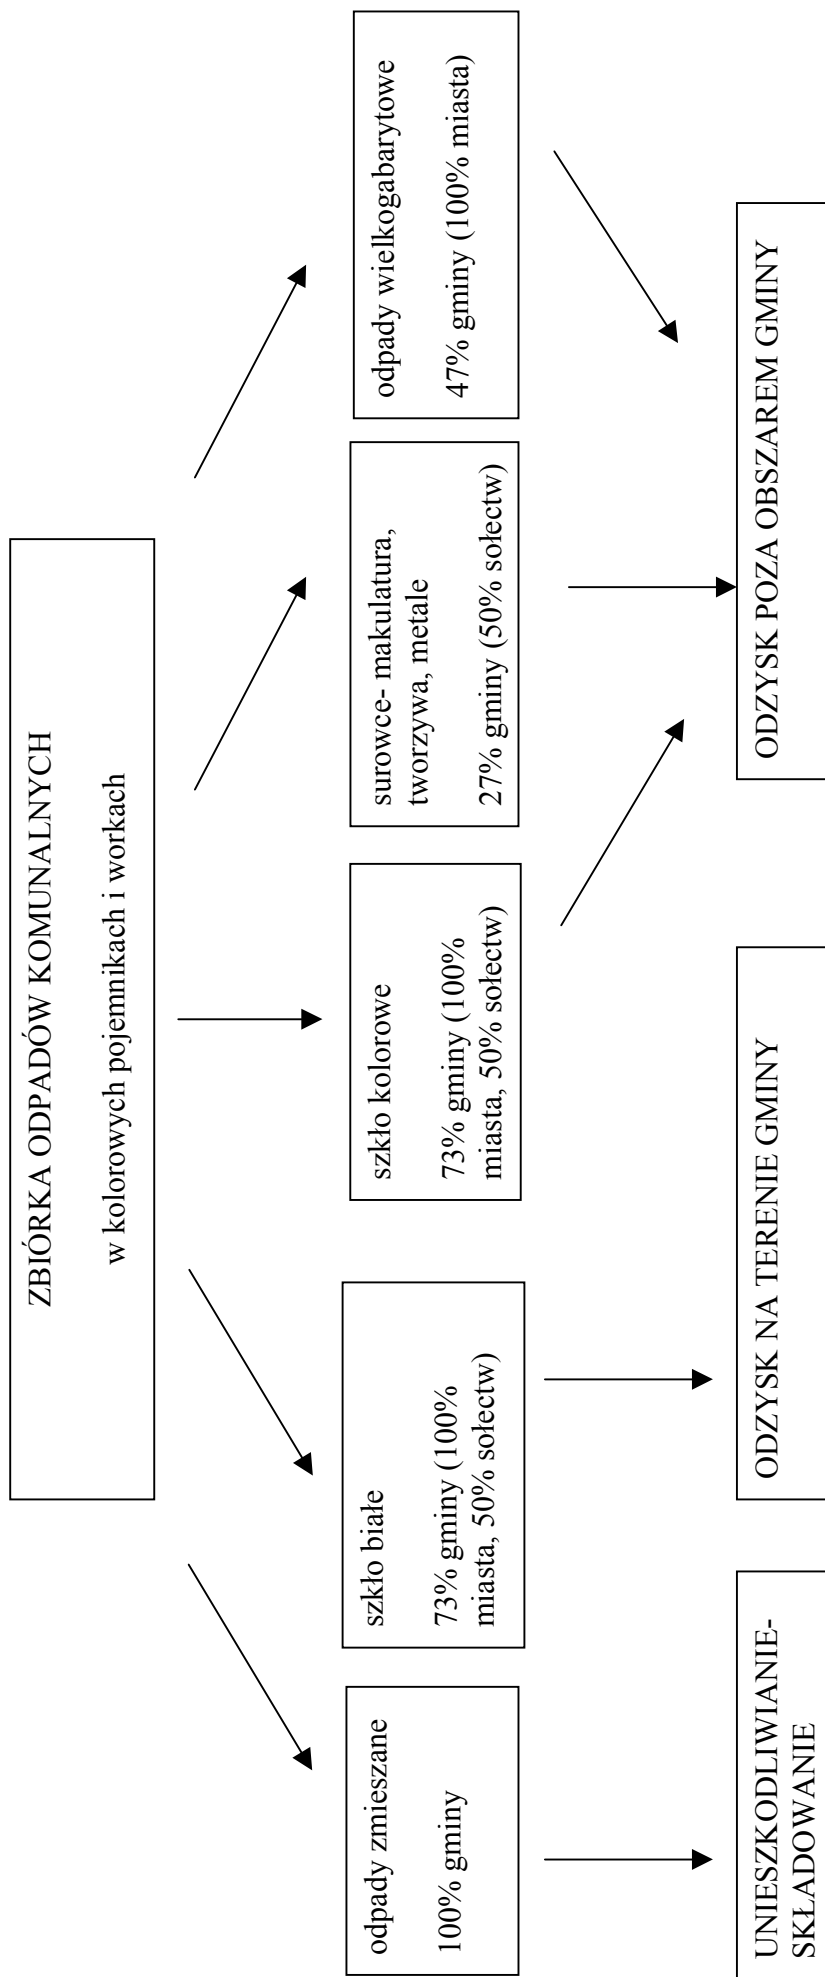 ZBIÓRKA ODPADÓW KOMUNALNYCH
w kolorowych pojemnikach i workach
odpady zmieszane
100% gminy
szkło białe
73% gminy (100%
miasta, 50% sołectw)
szkło kolorowe
73% gminy (100%
miasta, 50% sołectw)
surowce- makulatura,
tworzywa, metale
27% gminy (50% sołectw)
odpady wielkogabarytowe
47% gminy (100% miasta)
UNIESZKODLIWIANIE-
SKŁADOWANIE
ODZYSK NA TERENIE GMINY
ODZYSK POZA OBSZAREM GMINY